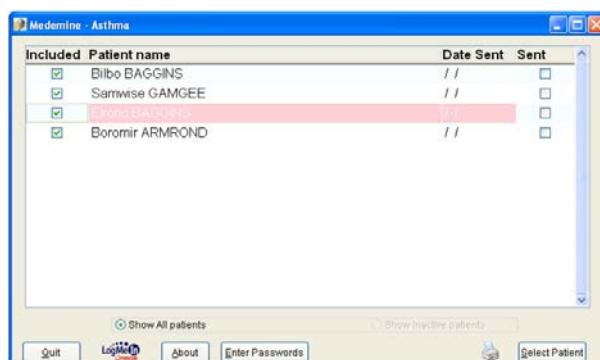 Medemine - Asthma
Included Patient name Date Sent Sent
Bilbo BAGGINS / /
Samwise GAMGEE / /
Elrond BAGGINS / /
Boromir ARMROND / /
Show All patients Show Inactive patients
Quit LogMeIn About Enter Passwords Select Patient